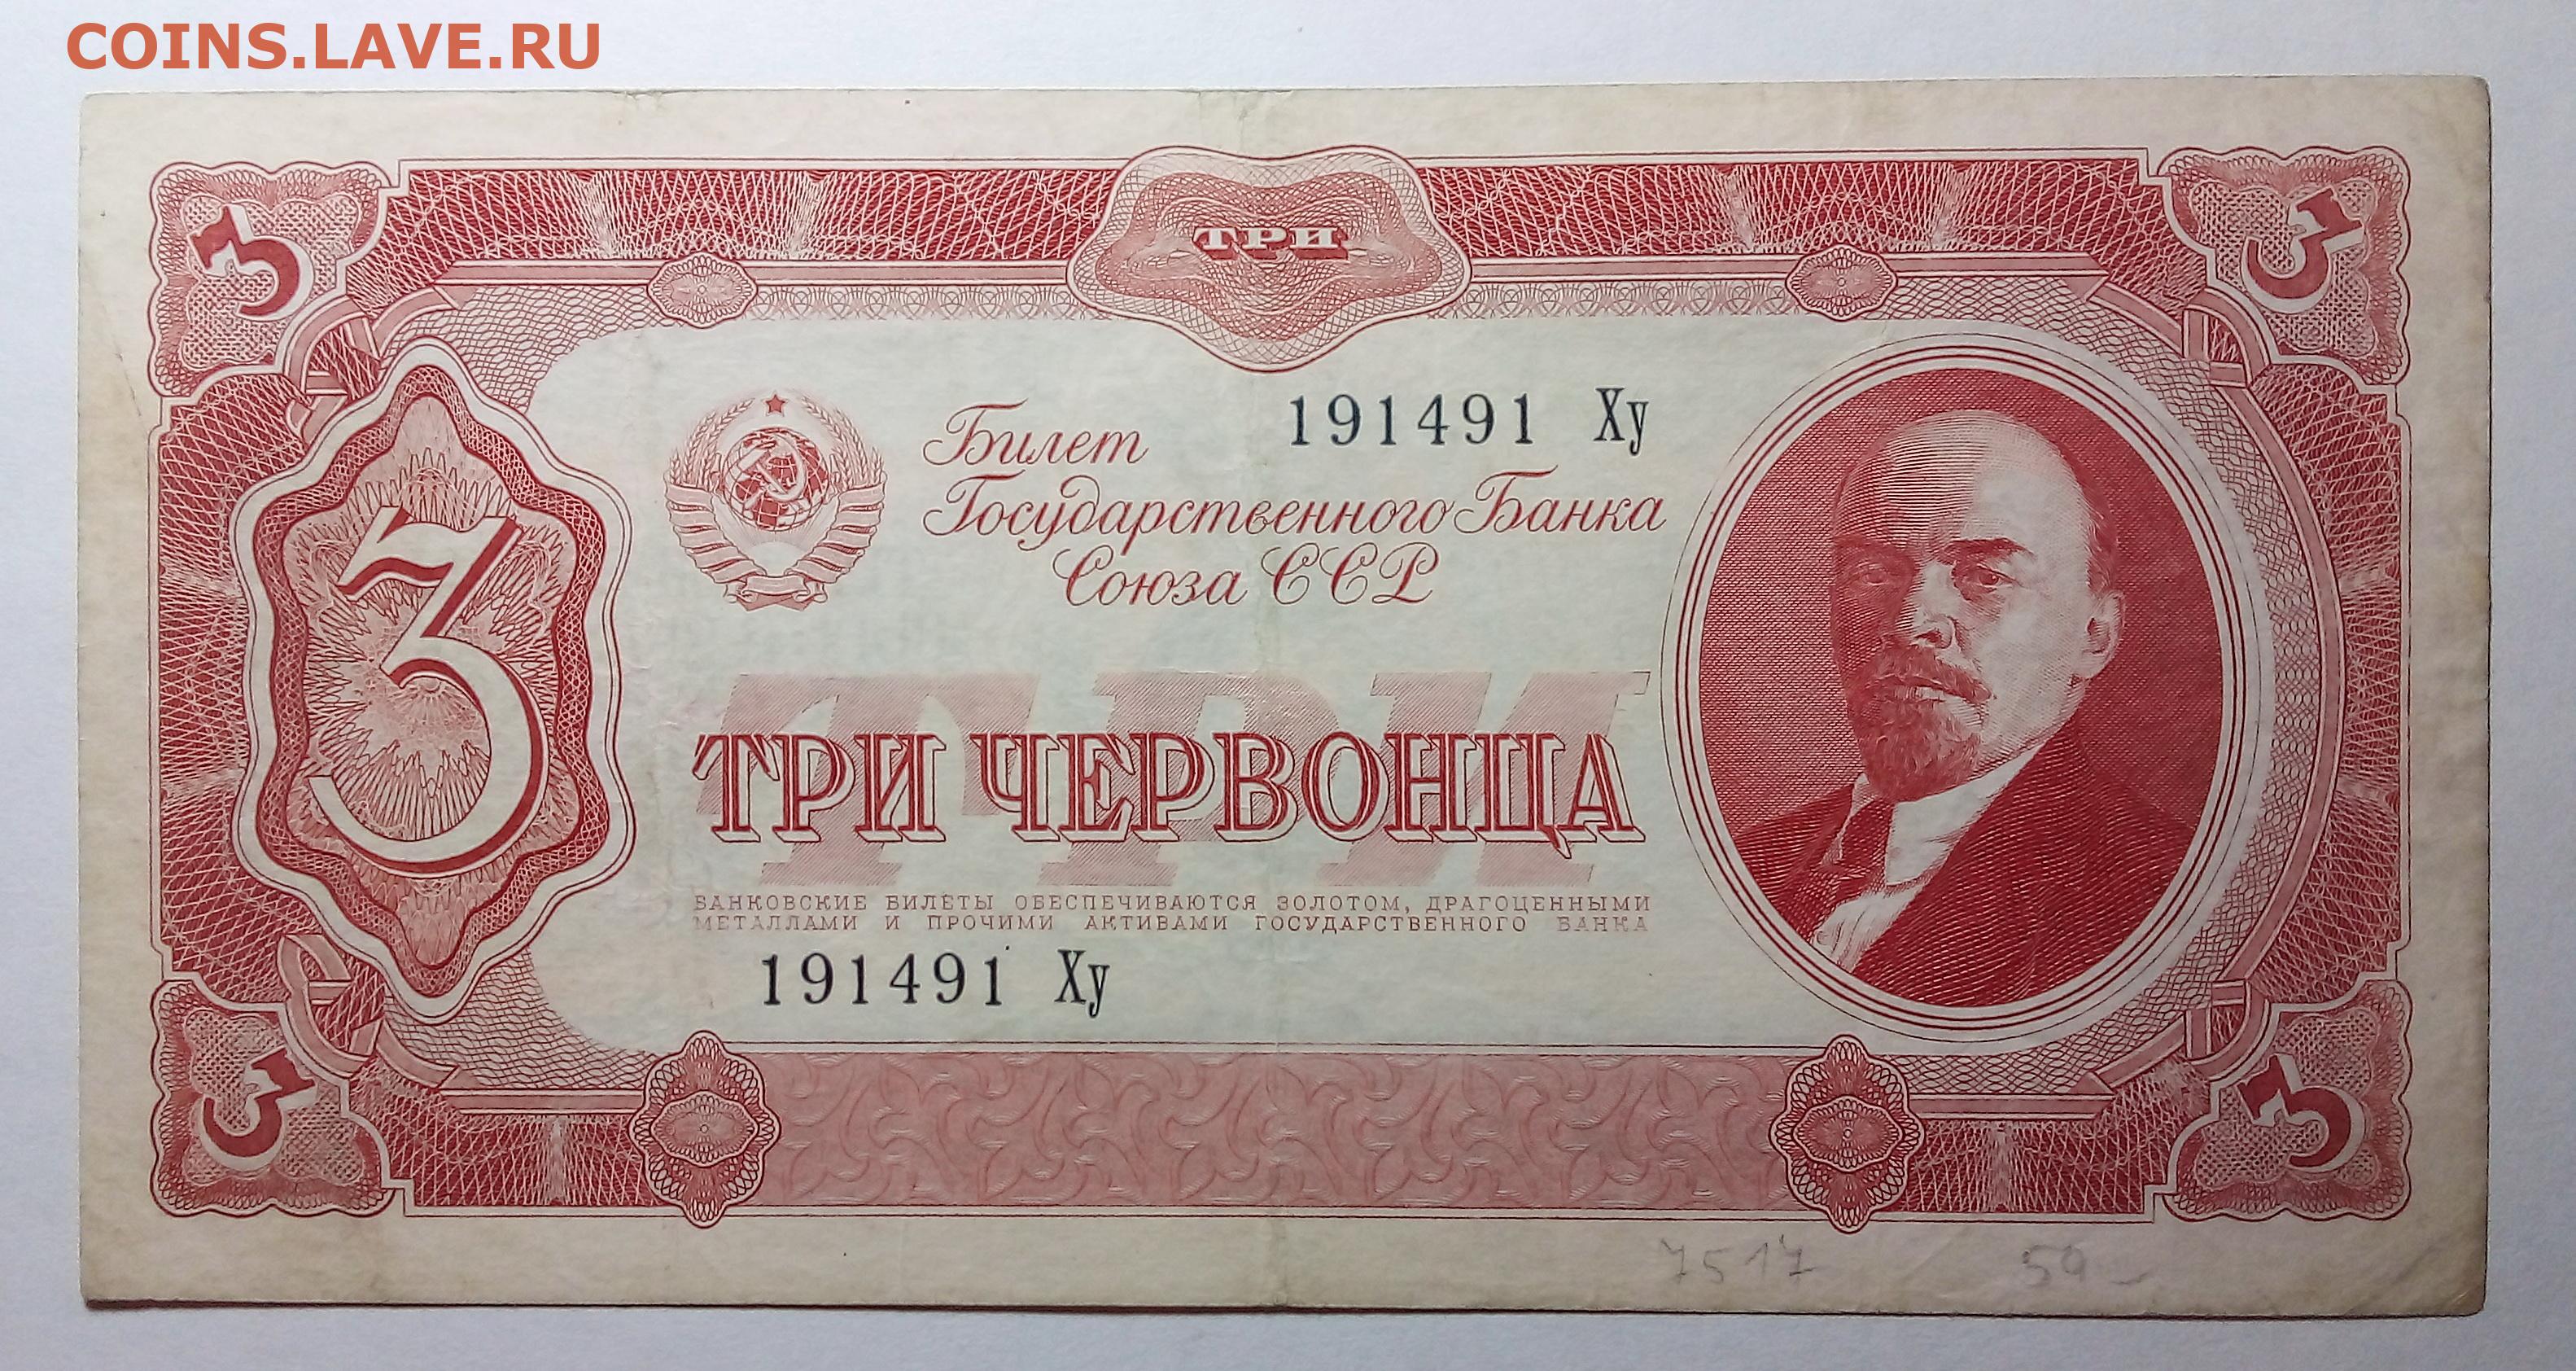 COINS.LAVE.RU
3
ТРИ
3
191491 Ху
Билет
Государственного Банка
Союза ССР
3
ТРИ
ТРИ ЧЕРВОНЦА
БАНКОВСКИЕ БИЛЕТЫ ОБЕСПЕЧИВАЮТСЯ ЗОЛОТОМ, ДРАГОЦЕННЫМИ
МЕТАЛЛАМИ И ПРОЧИМИ АКТИВАМИ ГОСУДАРСТВЕННОГО БАНКА
191491 Ху
3
3
7517 59